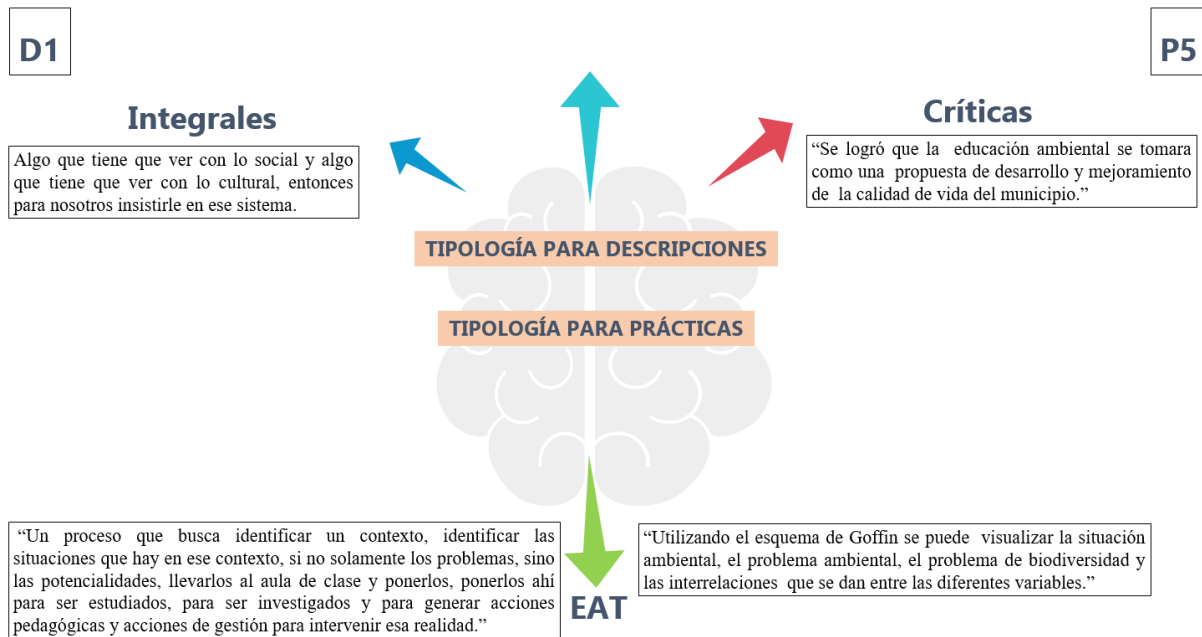 D1
P5
Integrales
Críticas
Algo que tiene que ver con lo social y algo
que tiene que ver con lo cultural, entonces
para nosotros insistirle en ese sistema.
“Se logró que la educación ambiental se tomara
como una propuesta de desarrollo y mejoramiento
de la calidad de vida del municipio.”
TIPOLOGÍA PARA DESCRIPCIONES
TIPOLOGÍA PARA PRÁCTICAS
“Un proceso que busca identificar un contexto, identificar las
situaciones que hay en ese contexto, si no solamente los problemas, sino
las potencialidades, llevarlos al aula de clase y ponerlos, ponerlos ahí
para ser estudiados, para ser investigados y para generar acciones
pedagógicas y acciones de gestión para intervenir esa realidad.”
“Utilizando el esquema de Goffin se puede visualizar la situación
ambiental, el problema ambiental, el problema de biodiversidad y
las interrelaciones que se dan entre las diferentes variables.”
EAT